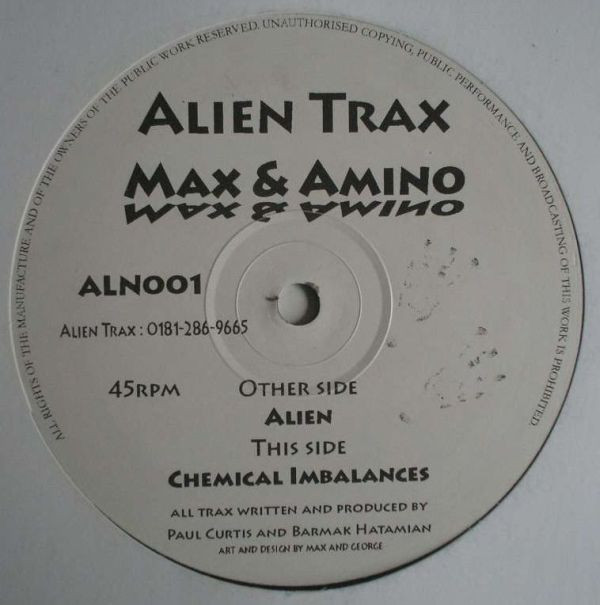 ALL RIGHTS OF THE MANUFACTURE AND OF THE OWNERS OF THE PUBLIC WORK RESERVED. UNAUTHORISED COPYING, PUBLIC PERFORMANCE AND BROADCASTING OF THIS WORK IS PROHIBITED.
ALIEN TRAX
MAX & AMINO
MAX & AMINO
ALN001
ALIEN TRAX : 0181-286-9665
45RPM
OTHER SIDE
ALIEN
THIS SIDE
CHEMICAL IMBALANCES
ALL TRAX WRITTEN AND PRODUCED BY
PAUL CURTIS AND BARMAK HATAMIAN
ART AND DESIGN BY MAX AND GEORGE